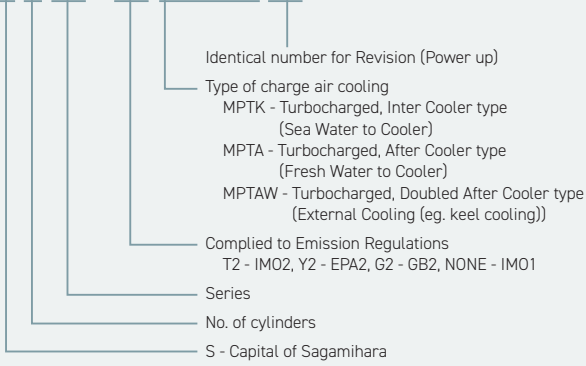 Identical number for Revision (Power up)
Type of charge air cooling
MPTK - Turbocharged, Inter Cooler type
(Sea Water to Cooler)
MPTA - Turbocharged, After Cooler type
(Fresh Water to Cooler)
MPTAW - Turbocharged, Doubled After Cooler type
(External Cooling (eg. keel cooling))
Complied to Emission Regulations
T2 - IMO2, Y2 - EPA2, G2 - GB2, NONE - IMO1
Series
No. of cylinders
S - Capital of Sagamihara